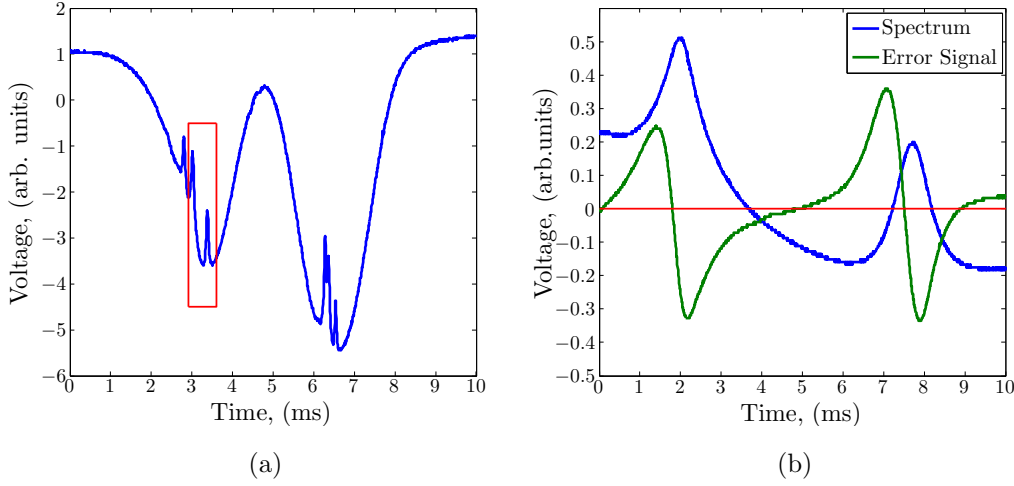 2
1
0
−1
−2
−3
−4
−5
−6
0 1 2 3 4 5 6 7 8 9 10
Voltage, (arb. units)
Time, (ms)
(a)
Spectrum
Error Signal
0.5
0.4
0.3
0.2
0.1
0
−0.1
−0.2
−0.3
−0.4
−0.5
0 1 2 3 4 5 6 7 8 9 10
Voltage, (arb.units)
Time, (ms)
(b)